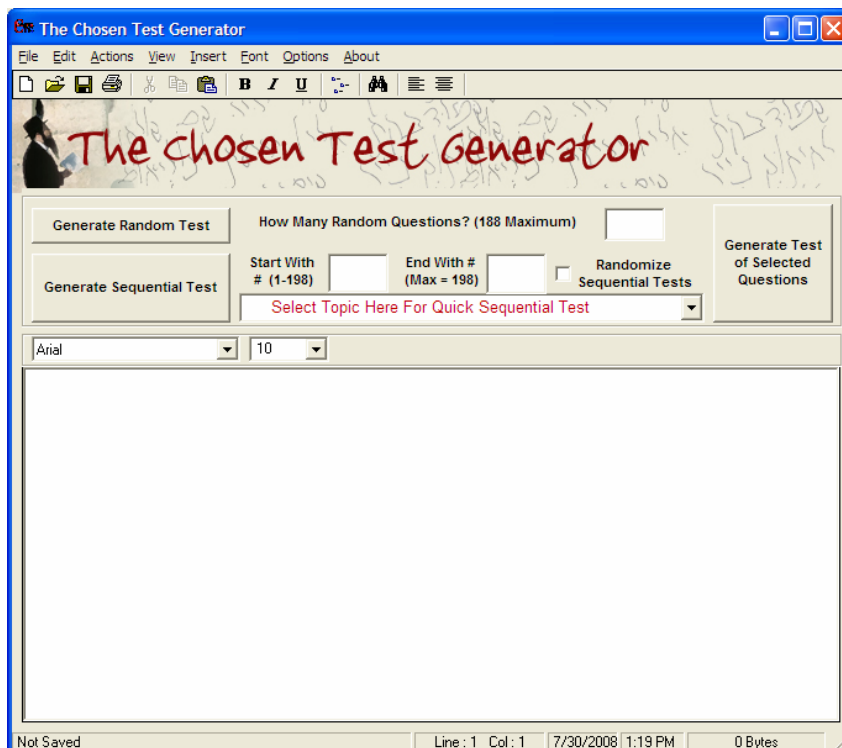 The Chosen Test Generator
File Edit Actions View Insert Font Options About
B I U
The Chosen Test Generator
Generate Random Test
How Many Random Questions? (188 Maximum)
Generate Sequential Test
Start With
# (1-198)
End With #
(Max = 198)
Randomize
Sequential Tests
Select Topic Here For Quick Sequential Test
Generate Test
of Selected
Questions
Arial
10
Not Saved
Line : 1 Col : 1
7/30/2008
1:19 PM
0 Bytes